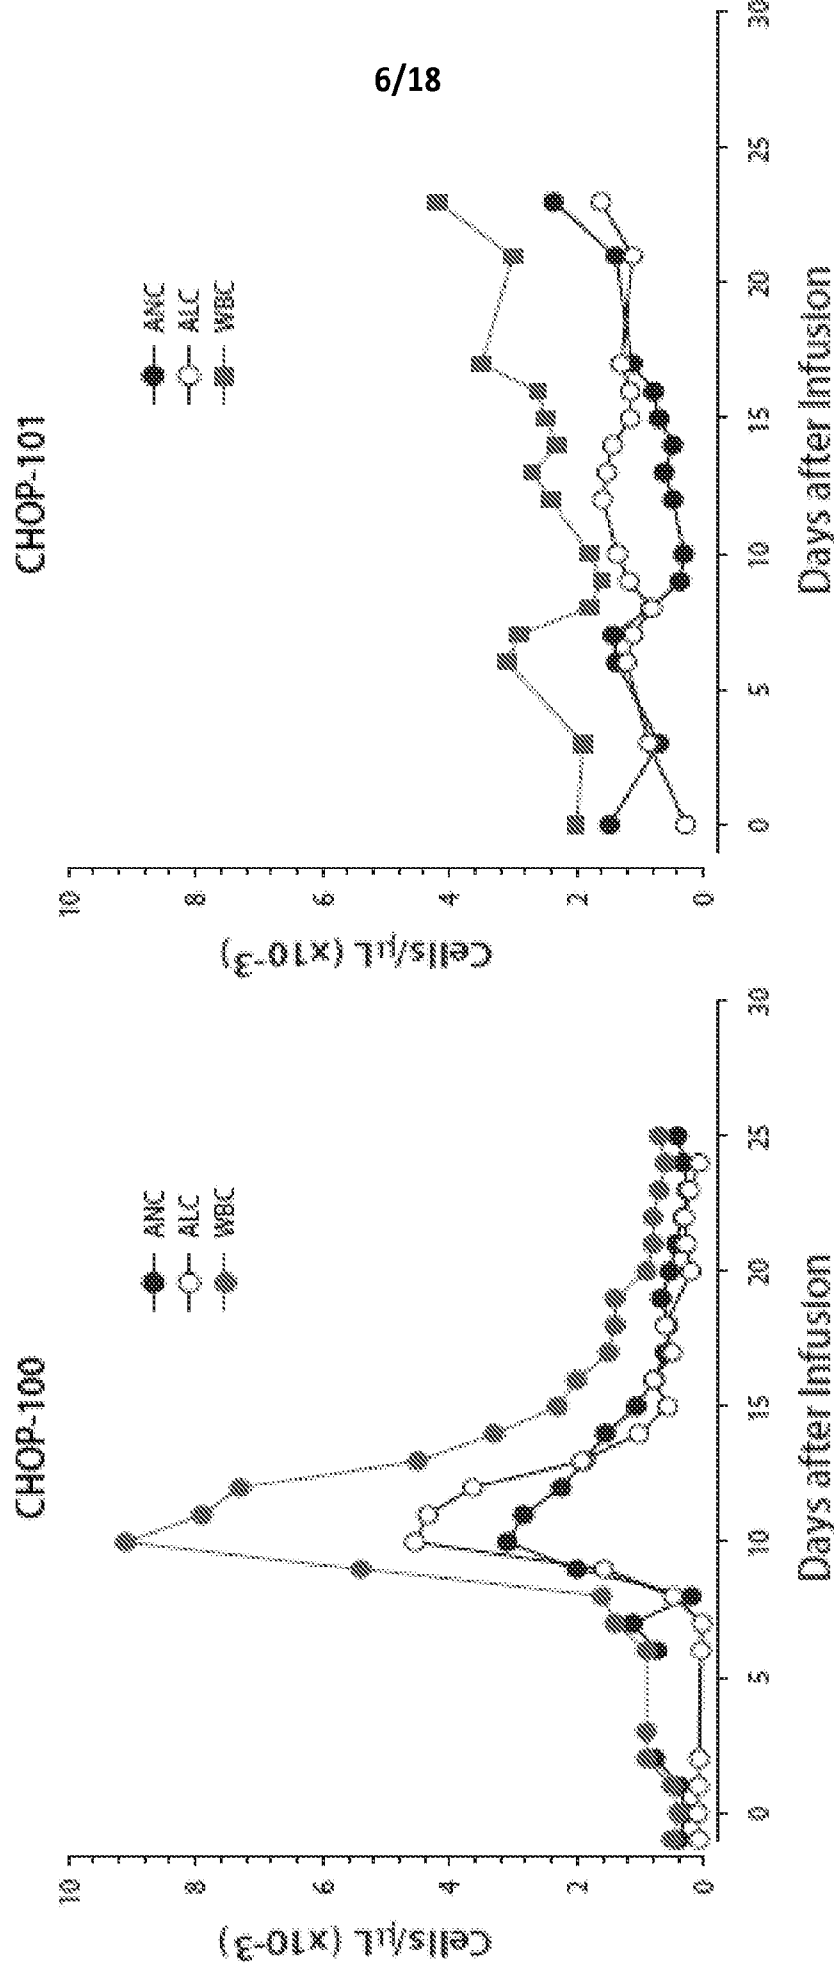 6/18
CHOP-100
ANC
ALC
WBC
Cells/µL (x10⁻³)
10
8
6
4
2
0
0
5
10
15
20
25
30
Days after Infusion
CHOP-101
ANC
ALC
WBC
Cells/µL (x10⁻³)
10
8
6
4
2
0
0
5
10
15
20
25
30
Days after Infusion